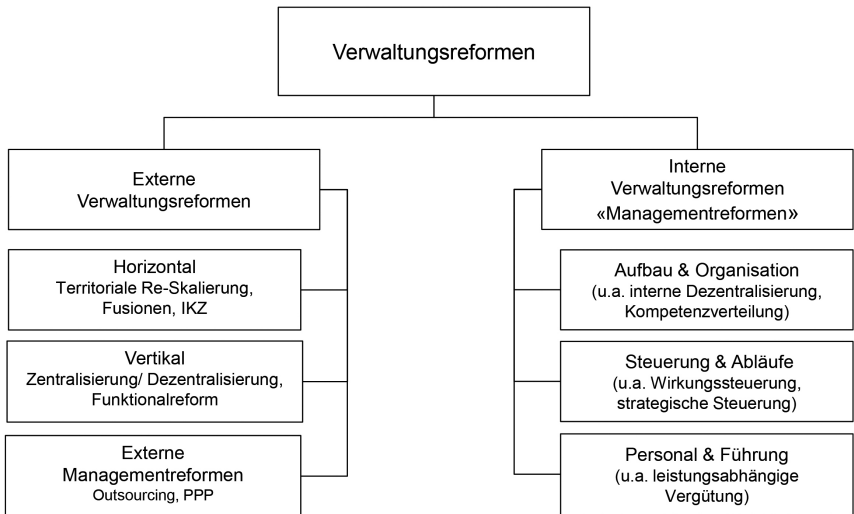 Verwaltungsreformen
Externe
Verwaltungsreformen
Horizontal
Territoriale Re-Skalierung,
Fusionen, IKZ
Vertikal
Zentralisierung/ Dezentralisierung,
Funktionalreform
Externe
Managementreformen
Outsourcing, PPP
Interne
Verwaltungsreformen
«Managementreformen»
Aufbau & Organisation
(u.a. interne Dezentralisierung,
Kompetenzverteilung)
Steuerung & Abläufe
(u.a. Wirkungssteuerung,
strategische Steuerung)
Personal & Führung
(u.a. leistungsabhängige
Vergütung)